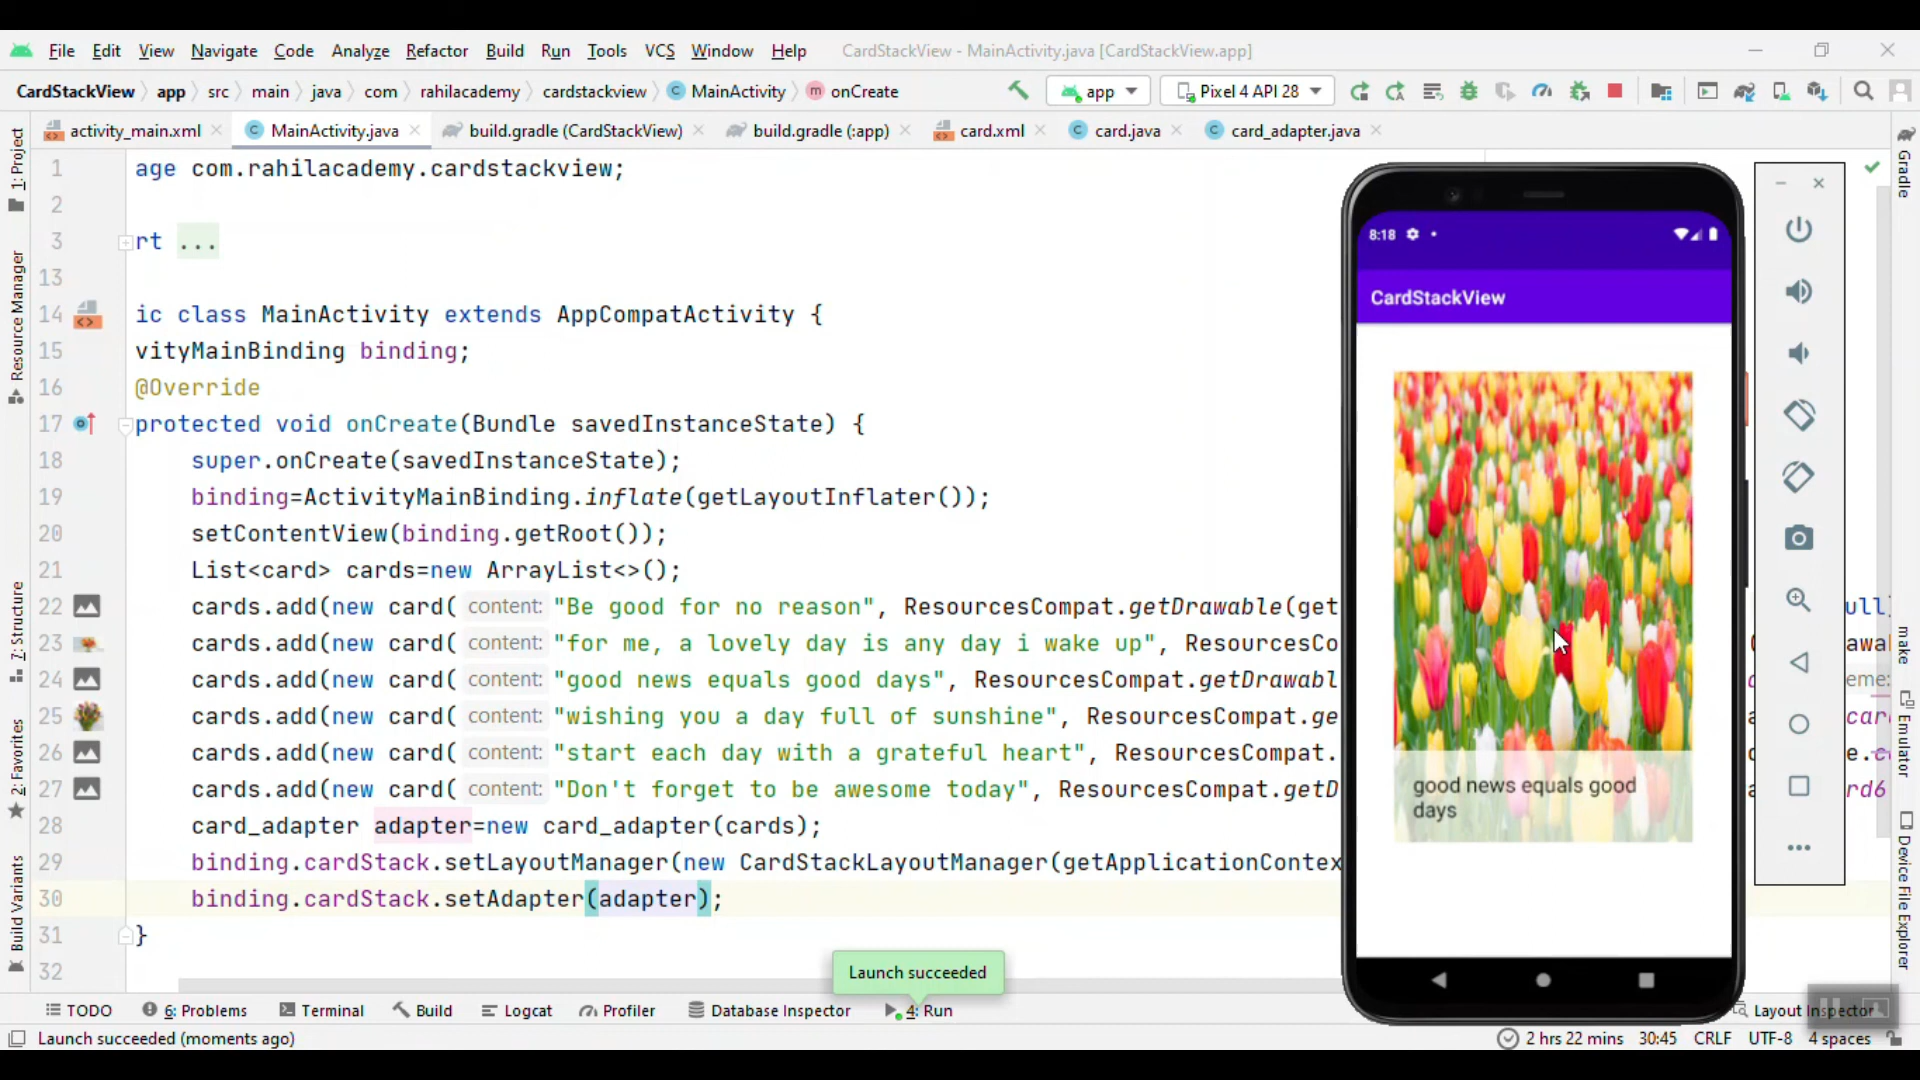 File Edit View Navigate Code Analyze Refactor Build Run Tools VCS Window Help CardStackView - MainActivity.java [CardStackView.app]
CardStackView app src main java com rahilacademy cardstackview MainActivity onCreate app Pixel 4 API 28
activity_main.xml MainActivity.java build.gradle (CardStackView) build.gradle (:app) card.xml card.java card_adapter.java
1: Project
Resource Manager
7: Structure
2: Favorites
Build Variants
1 age com.rahilacademy.cardstackview;
2
3 rt ...
13
14 ic class MainActivity extends AppCompatActivity {
15 vityMainBinding binding;
16 @Override
17 protected void onCreate(Bundle savedInstanceState) {
18 super.onCreate(savedInstanceState);
19 binding=ActivityMainBinding.inflate(getLayoutInflater());
20 setContentView(binding.getRoot());
21 List<card> cards=new ArrayList<>();
22 cards.add(new card( content: "Be good for no reason", ResourcesCompat.getDrawable(get
23 cards.add(new card( content: "for me, a lovely day is any day i wake up", ResourcesCo
24 cards.add(new card( content: "good news equals good days", ResourcesCompat.getDrawabl
25 cards.add(new card( content: "wishing you a day full of sunshine", ResourcesCompat.ge
26 cards.add(new card( content: "start each day with a grateful heart", ResourcesCompat.
27 cards.add(new card( content: "Don't forget to be awesome today", ResourcesCompat.getD
28 card_adapter adapter=new card_adapter(cards);
29 binding.cardStack.setLayoutManager(new CardStackLayoutManager(getApplicationContex
30 binding.cardStack.setAdapter(adapter);
31 }
32
8:18
CardStackView
good news equals good
days
Gradle
make
Emulator
Device File Explorer
Launch succeeded
TODO 6: Problems Terminal Build Logcat Profiler Database Inspector 4: Run Layout Inspector
Launch succeeded (moments ago) 2 hrs 22 mins 30:45 CRLF UTF-8 4 spaces